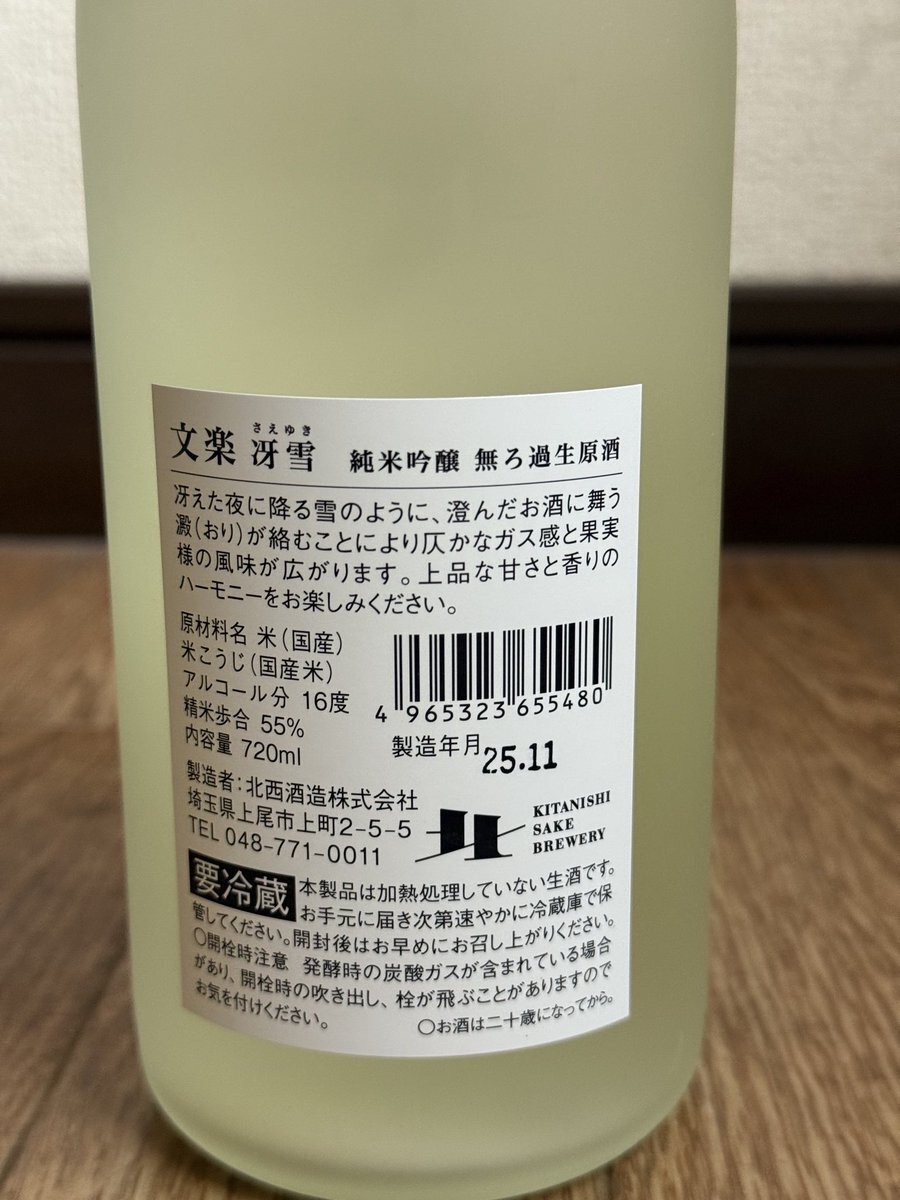 さえゆき
文楽 冴雪 純米吟醸 無ろ過生原酒
冴えた夜に降る雪のように、澄んだお酒に舞う
澱(おり)が絡むことにより仄かなガス感と果実
様の風味が広がります。上品な甘さと香りの
ハーモニーをお楽しみください。
原材料名 米(国産)
米こうじ(国産米)
アルコール分 16度
精米歩合 55%
内容量 720ml
4 965323 655480
製造年月 25.11
製造者:北西酒造株式会社
埼玉県上尾市上町2-5-5
TEL 048-771-0011
KITANISHI
SAKE
BREWERY
要冷蔵 本製品は加熱処理していない生酒です。
お手元に届き次第速やかに冷蔵庫で保
管してください。開封後はお早めにお召し上がりください。
○開栓時注意 発酵時の炭酸ガスが含まれている場合
があり、開栓時の吹き出し、栓が飛ぶことがありますので
お気を付けください。 ○お酒は二十歳になってから。